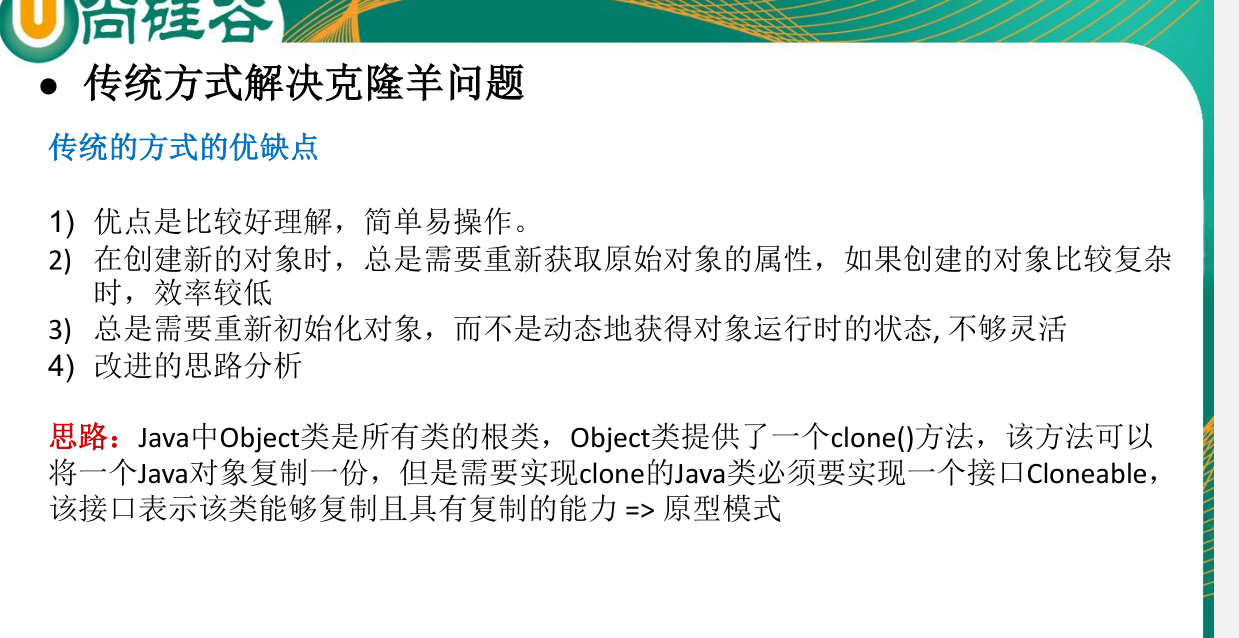 尚硅谷
● 传统方式解决克隆羊问题
传统的方式的优缺点
1) 优点是比较好理解，简单易操作。
2) 在创建新的对象时，总是需要重新获取原始对象的属性，如果创建的对象比较复杂
时，效率较低
3) 总是需要重新初始化对象，而不是动态地获得对象运行时的状态, 不够灵活
4) 改进的思路分析
思路：Java中Object类是所有类的根类，Object类提供了一个clone()方法，该方法可以
将一个Java对象复制一份，但是需要实现clone的Java类必须要实现一个接口Cloneable，
该接口表示该类能够复制且具有复制的能力 => 原型模式